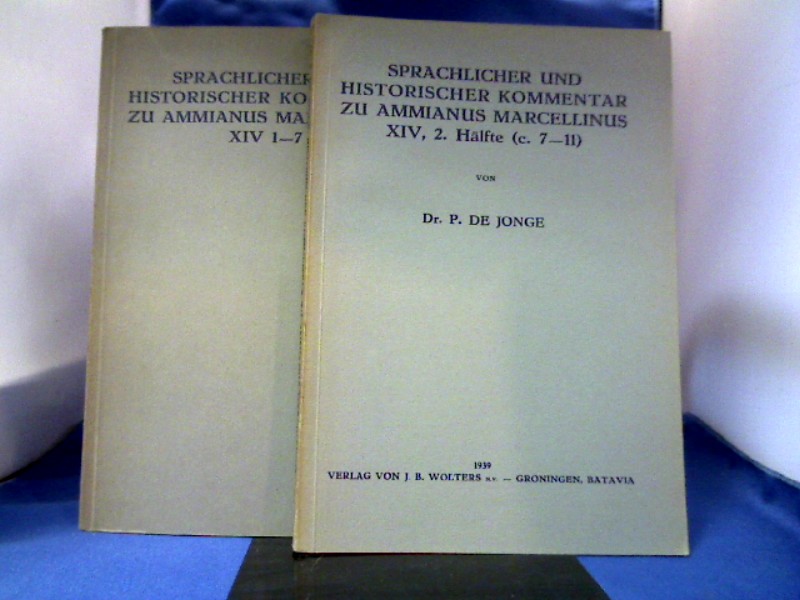 SPRACHLICHER
HISTORISCHER KO
ZU AMMIANUS MA
XIV 1—7
SPRACHLICHER UND
HISTORISCHER KOMMENTAR
ZU AMMIANUS MARCELLINUS
XIV, 2. Hälfte (c. 7—11)
VON
Dr. P. DE JONGE
1939
VERLAG VON J. B. WOLTERS N.V. — GRONINGEN, BATAVIA